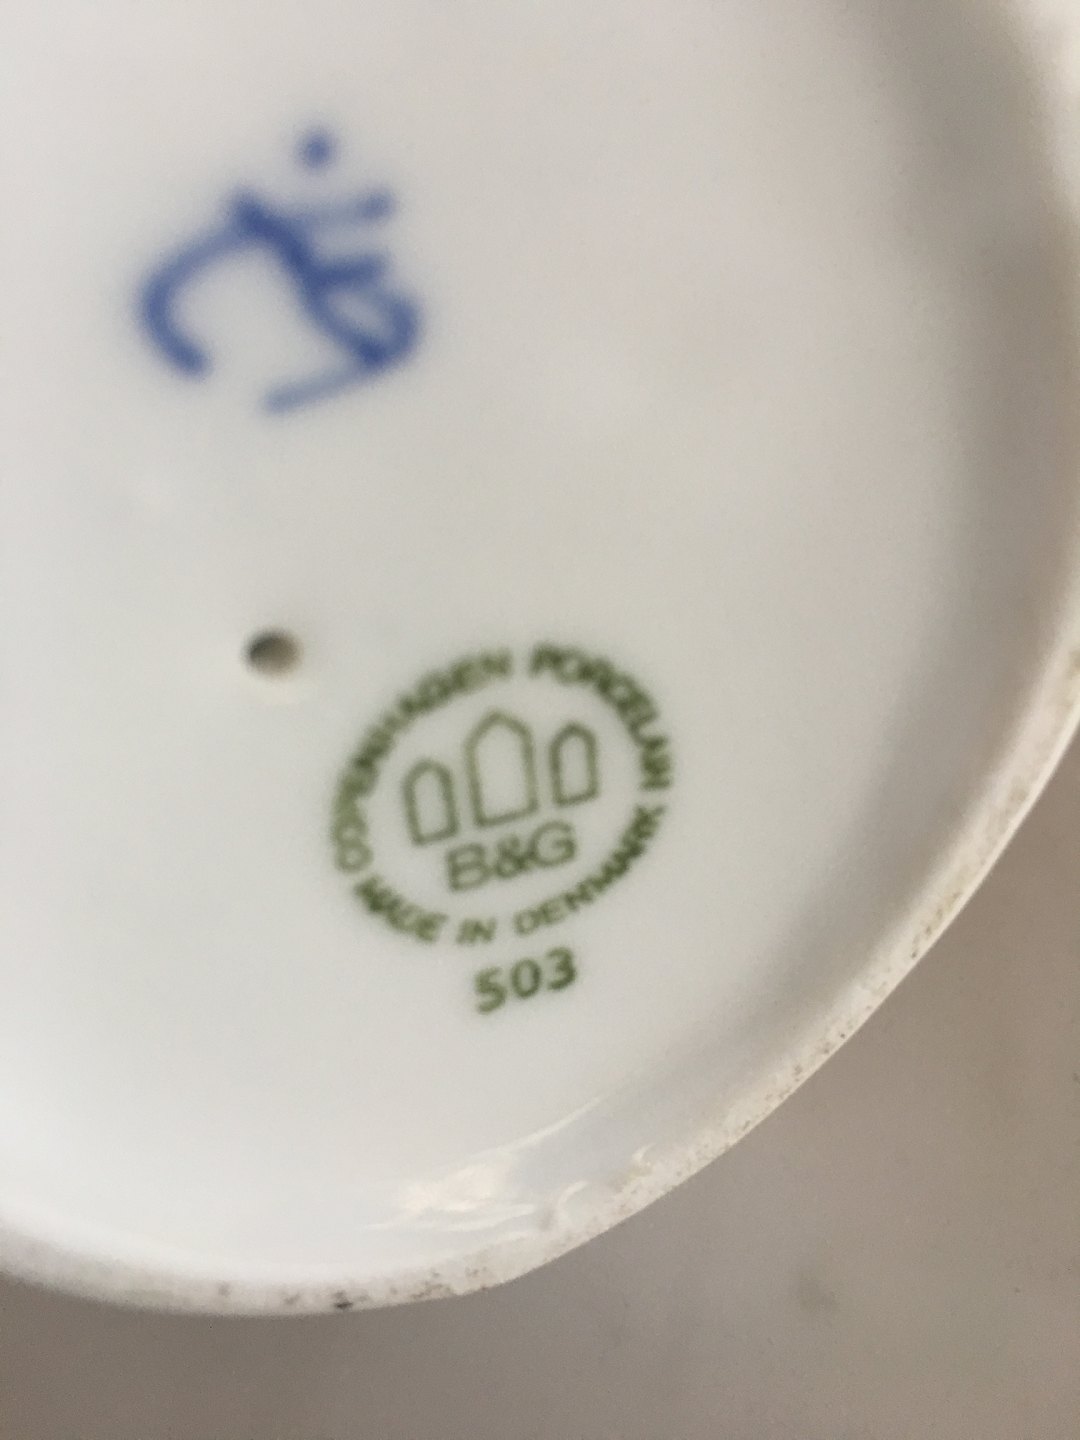 COPENHAGEN PORCELAIN
B&G
MADE IN DENMARK
503